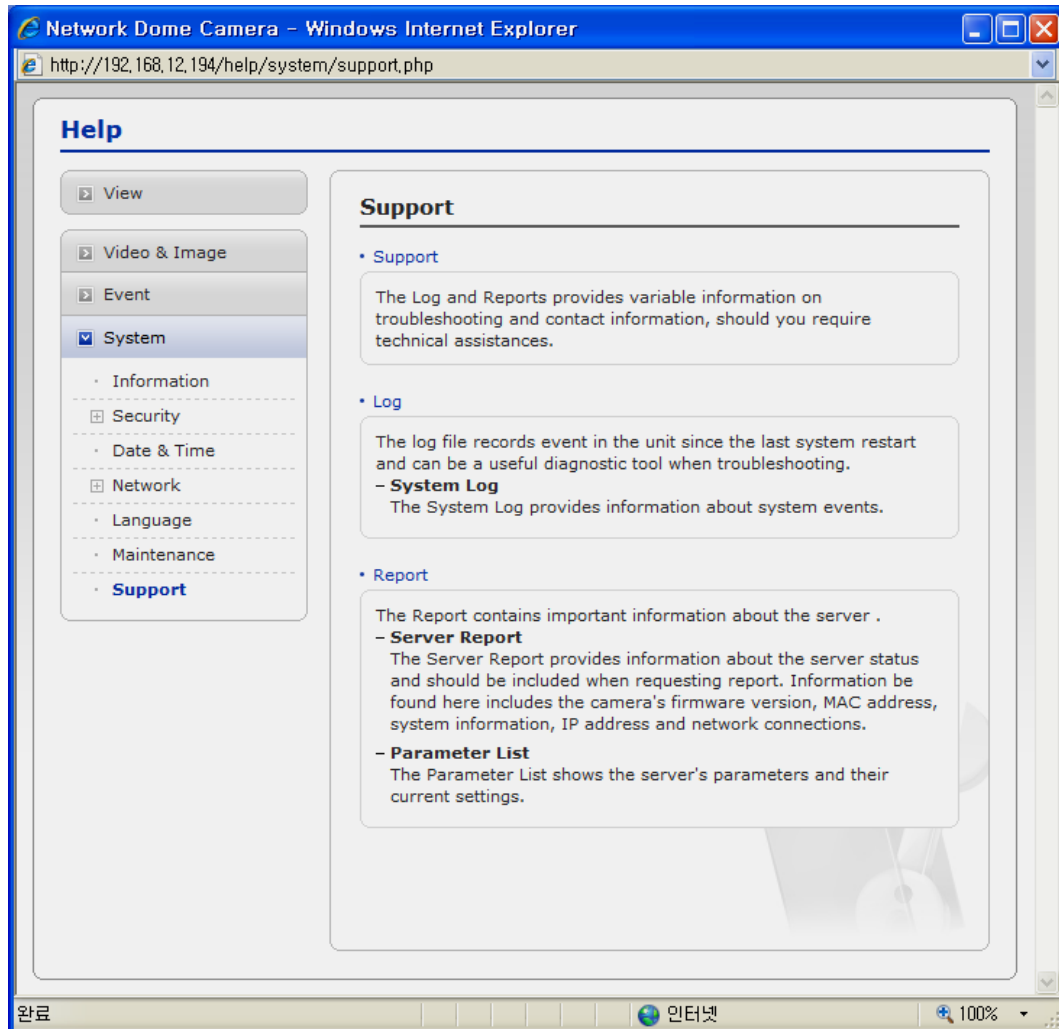 Network Dome Camera - Windows Internet Explorer
http://192.168.12.194/help/system/support.php
Help
View
Video & Image
Event
System
· Information
Security
· Date & Time
Network
· Language
· Maintenance
· Support
Support
• Support
The Log and Reports provides variable information on
troubleshooting and contact information, should you require
technical assistances.
• Log
The log file records event in the unit since the last system restart
and can be a useful diagnostic tool when troubleshooting.
– System Log
The System Log provides information about system events.
• Report
The Report contains important information about the server .
– Server Report
The Server Report provides information about the server status
and should be included when requesting report. Information be
found here includes the camera's firmware version, MAC address,
system information, IP address and network connections.
– Parameter List
The Parameter List shows the server's parameters and their
current settings.
완료
인터넷
100%